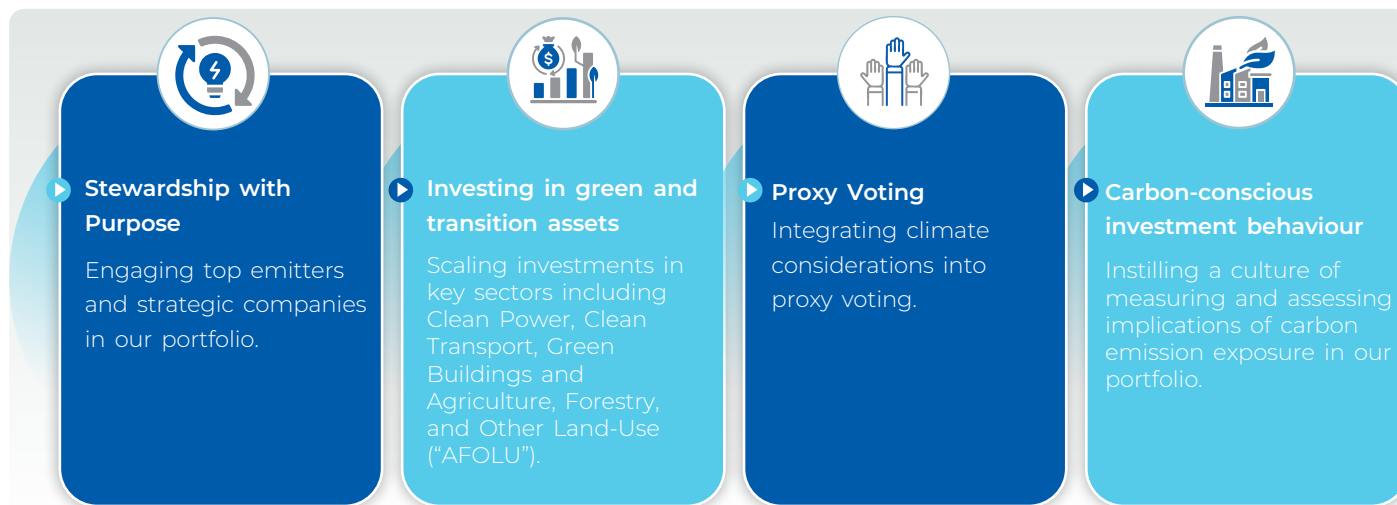 Stewardship with
Purpose
Engaging top emitters
and strategic companies
in our portfolio.
Investing in green and
transition assets
Scaling investments in
key sectors including
Clean Power, Clean
Transport, Green
Buildings and
Agriculture, Forestry,
and Other Land-Use
(“AFOLU”).
Proxy Voting
Integrating climate
considerations into
proxy voting.
Carbon-conscious
investment behaviour
Instilling a culture of
measuring and assessing
implications of carbon
emission exposure in our
portfolio.